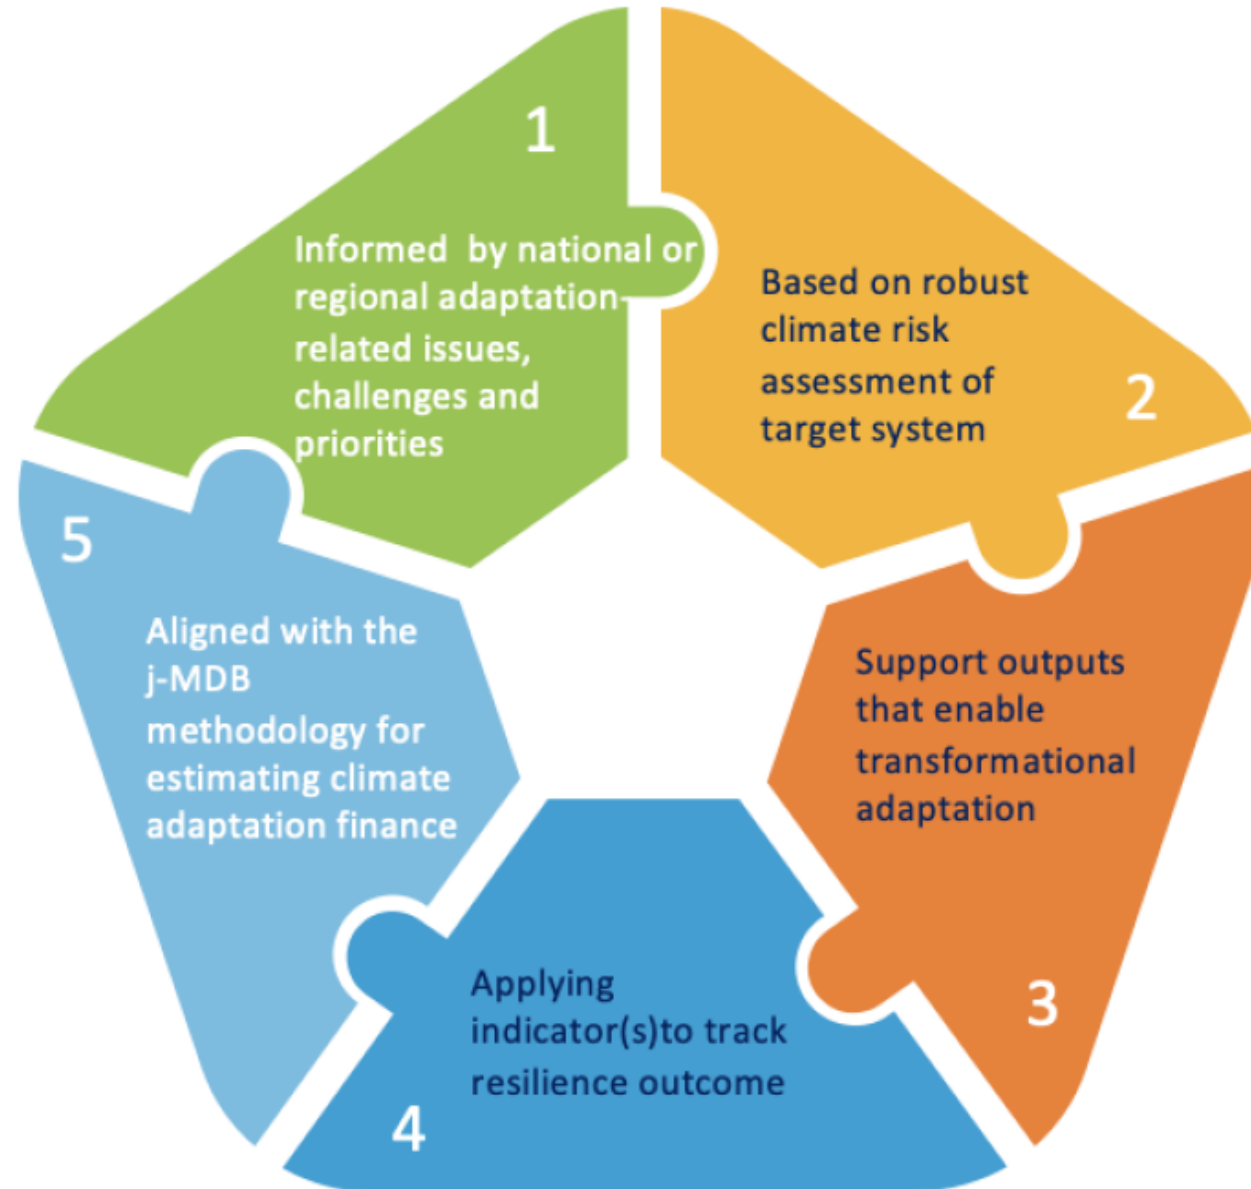 1
Informed  by national or
regional adaptation-
related issues,
challenges and
priorities
2
Based on robust
climate risk
assessment of
target system
3
Support outputs
that enable
transformational
adaptation
4
Applying
indicator(s)to track
resilience outcome
5
Aligned with the
j-MDB
methodology for
estimating climate
adaptation finance